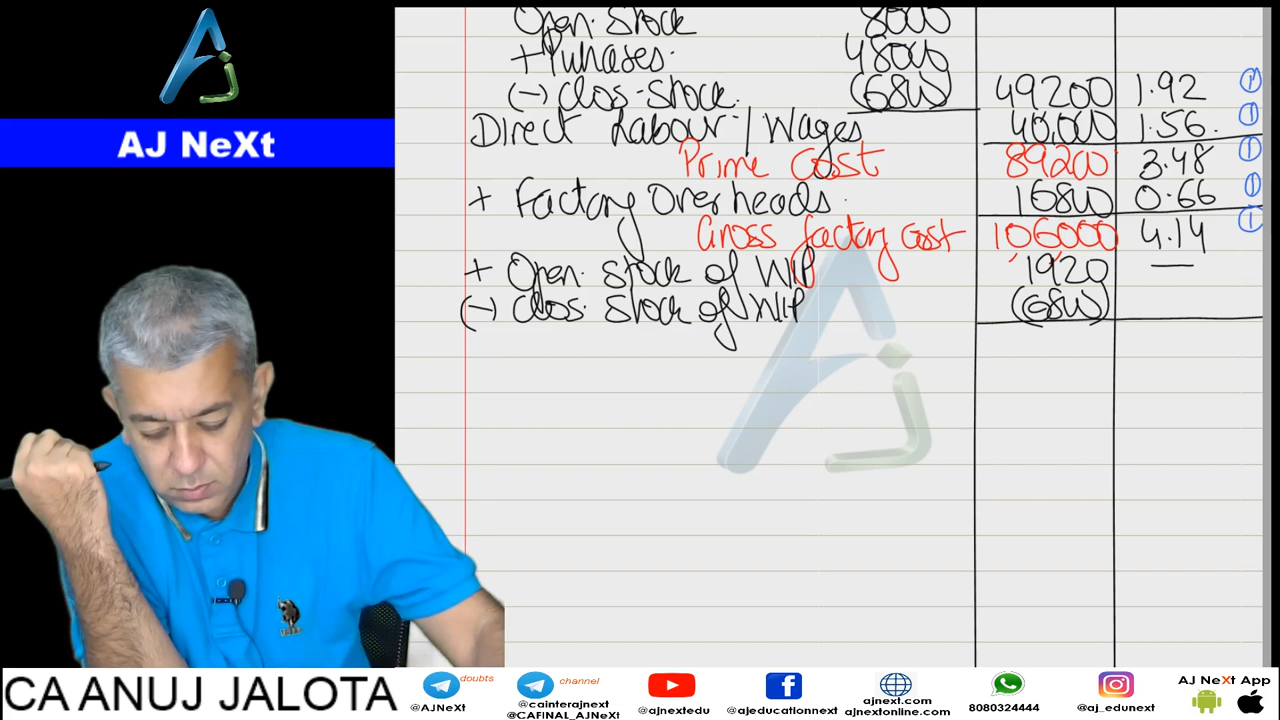 Open. Stock 8000
+ Puhases. 48000
(-) Clos. Stock. (6800) 49200 1.92 1
Direct Labour / Wages 40,000 1.56. 1
Prime Cost 89200 3.48 1
+ Factory Overheads. 16800 0.66 1
Gross factory cost 106000 4.14 1
+ Open. Stock of WIP 1920 —
(-) Clos. Stock of WIP (6800)
AJ NeXt
CA ANUJ JALOTA
doubts
@AJNeXt
channel
@cainterajnext
@CAFINAL_AJNeXt
@ajnextedu
@ajeducationnext
ajnext.com
ajnextonline.com
8080324444
@aj_edunext
AJ NeXt App